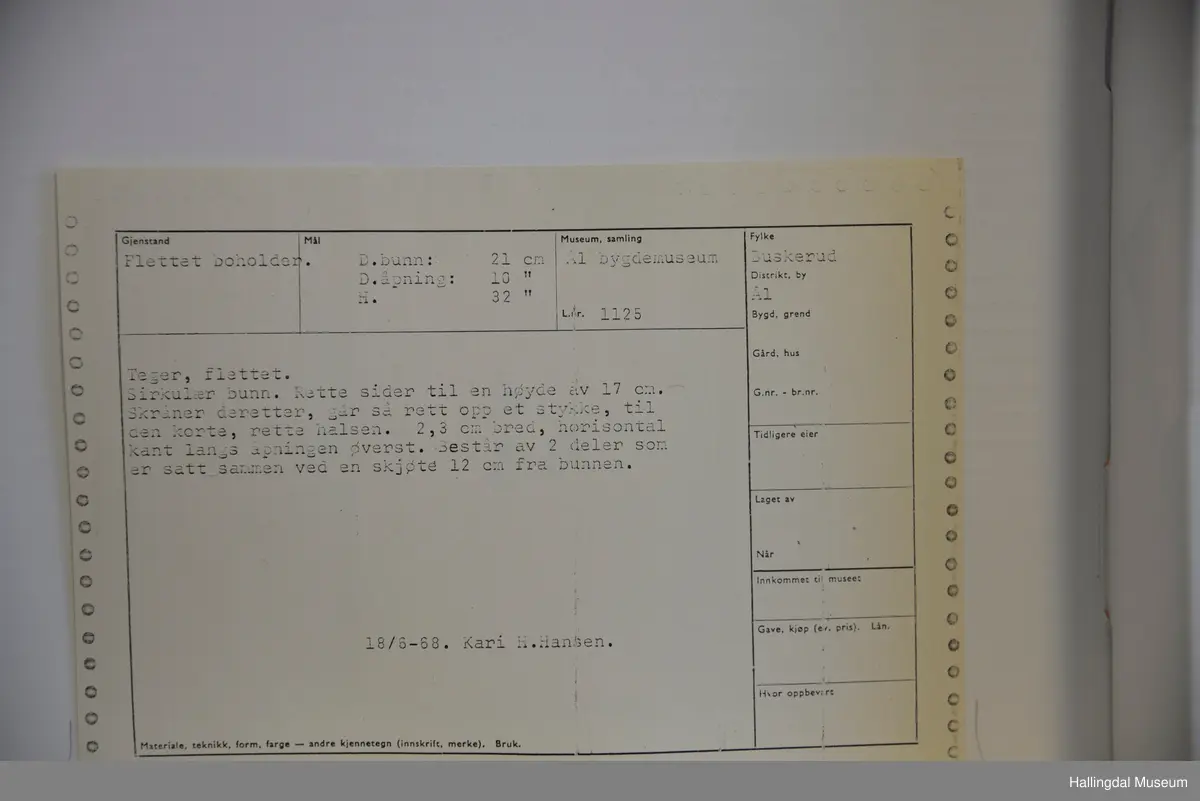 Gjenstand
Flettet boholder.
Mål
D.bunn: 21 cm
D.åpning: 18 "
H. 32 "
Museum, samling
Ål bygdemuseum
L.nr. 1125
Fylke
Buskerud
Distrikt, by
Ål
Bygd, grend
Gård, hus
G.nr. - br.nr.
Tidligere eier
Laget av
Når
Innkommet til museet
Gave, kjøp (ev. pris). Lån.
Hvor oppbevart
Teger, flettet.
Sirkulær bunn. Rette sider til en høyde av 17 cm.
Skråner deretter, går så rett opp et stykke, til
den korte, rette halsen. 2,3 cm bred, horisontal
kant langs åpningen øverst. Består av 2 deler som
er satt sammen ved en skjøte 12 cm fra bunnen.
18/6-68. Kari H.Hansen.
Materiale, teknikk, form, farge — andre kjennetegn (innskrift, merke). Bruk.
Hallingdal Museum